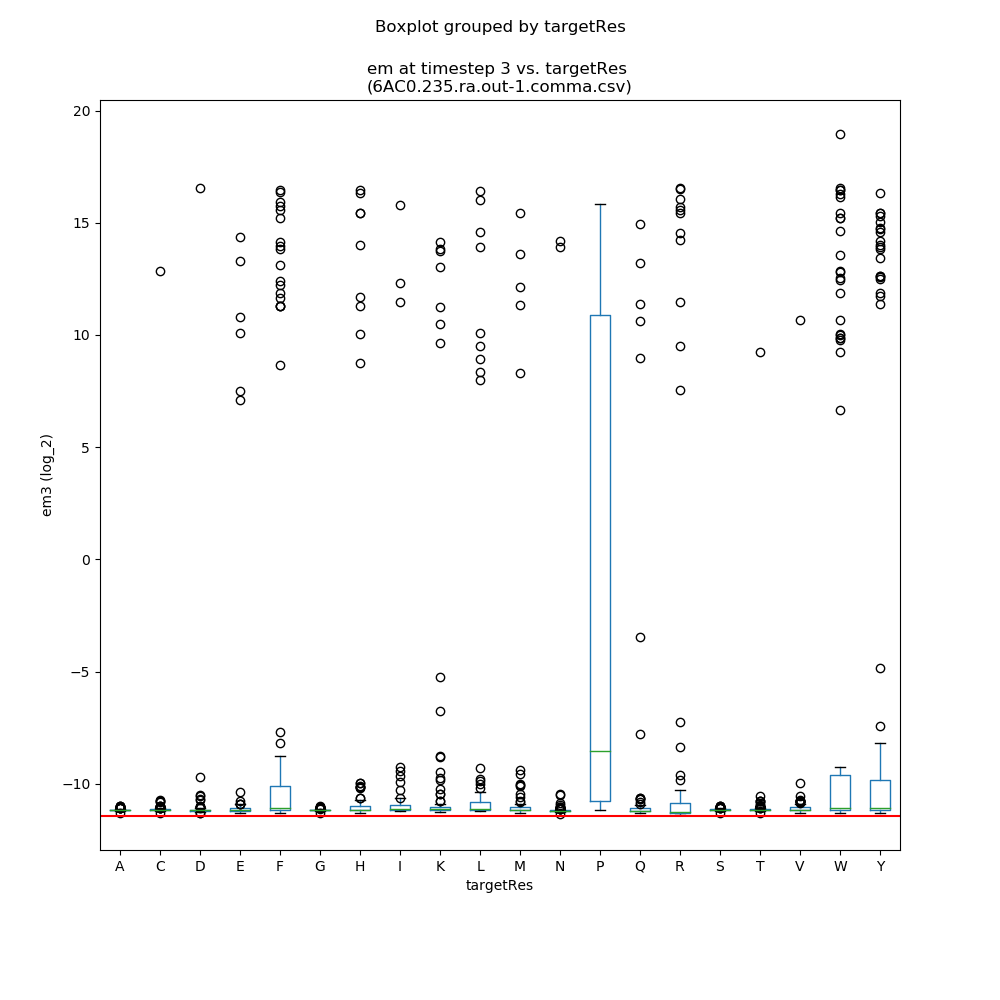 Boxplot grouped by targetRes
em at timestep 3 vs. targetRes
(6AC0.235.ra.out-1.comma.csv)
20
15
10
5
0
−5
−10
em3 (log_2)
A C D E F G H I K L M N P Q R S T V W Y
targetRes